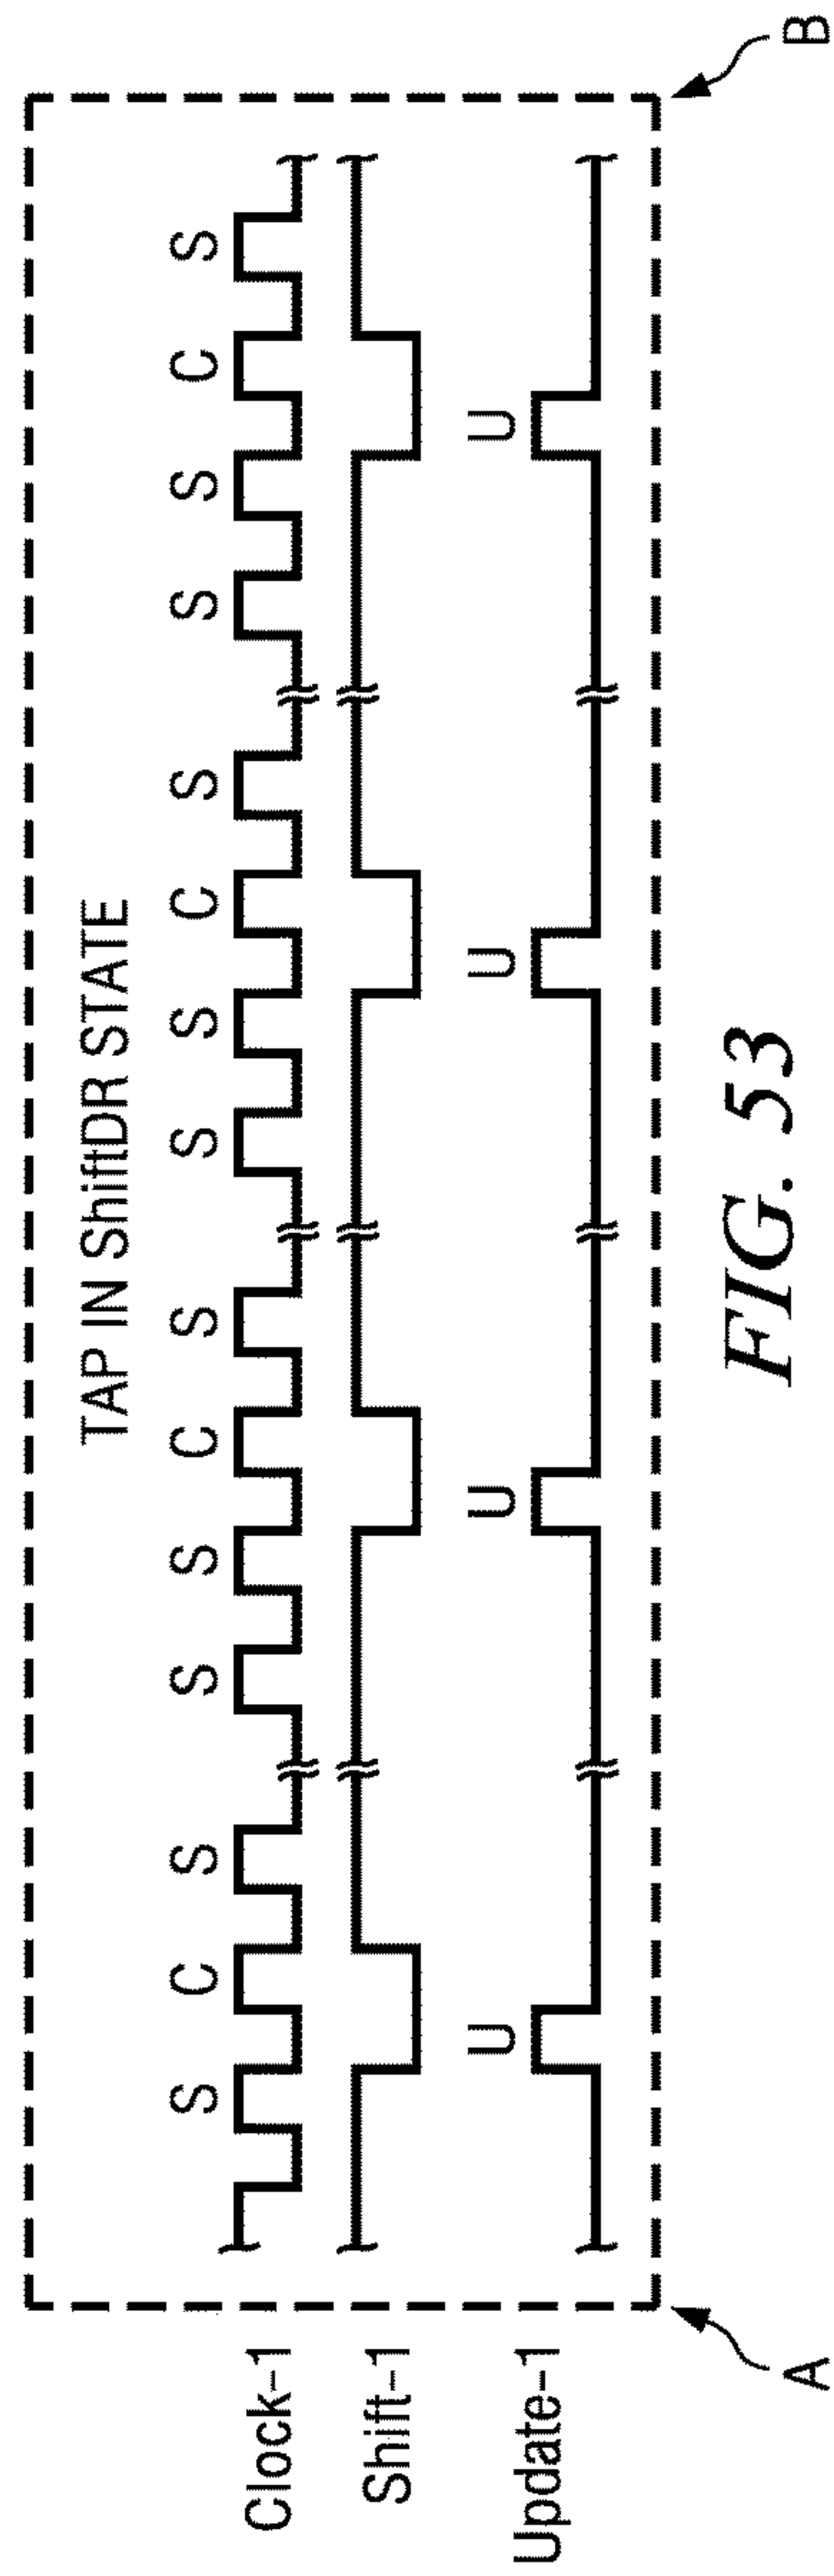 TAP IN ShiftDR STATE
S C S S S C S S S C S S S C S
Clock-1
Shift-1
U U U U
Update-1
A B
FIG. 53